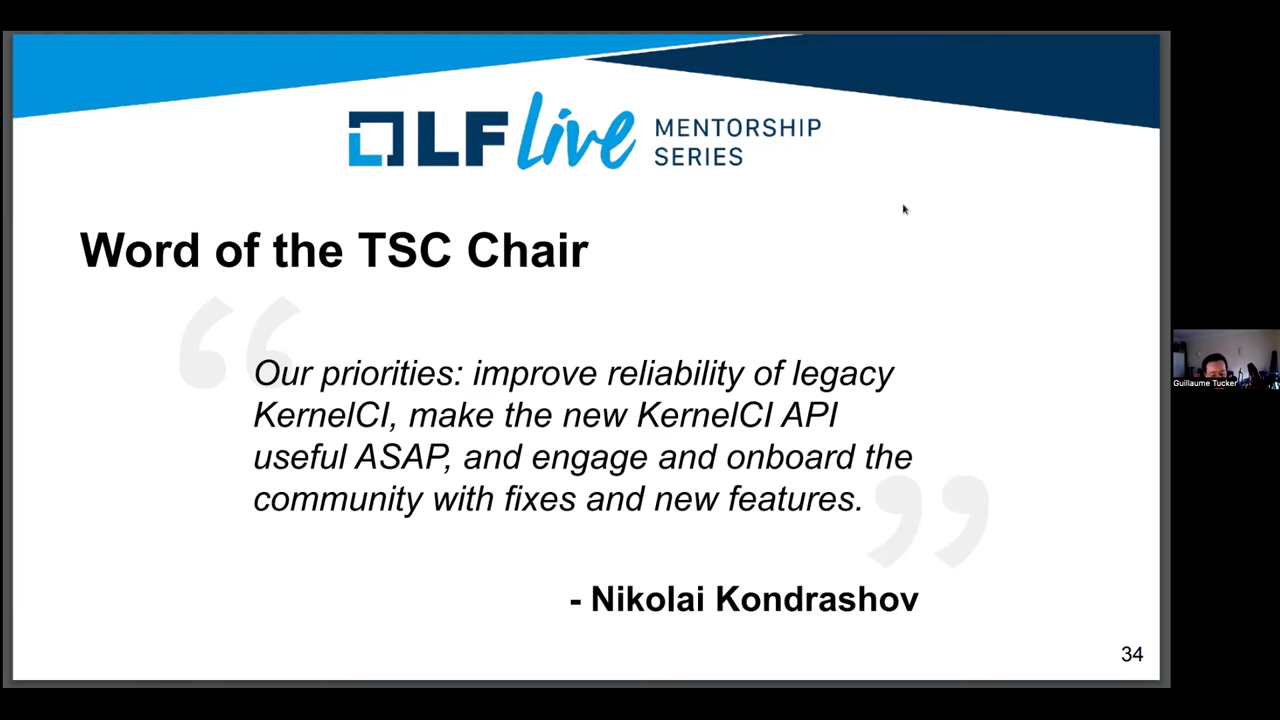 LF Live MENTORSHIP
SERIES
Word of the TSC Chair
“
Our priorities: improve reliability of legacy
KernelCI, make the new KernelCI API
useful ASAP, and engage and onboard the
community with fixes and new features.
”
- Nikolai Kondrashov
34
Guillaume Tucker